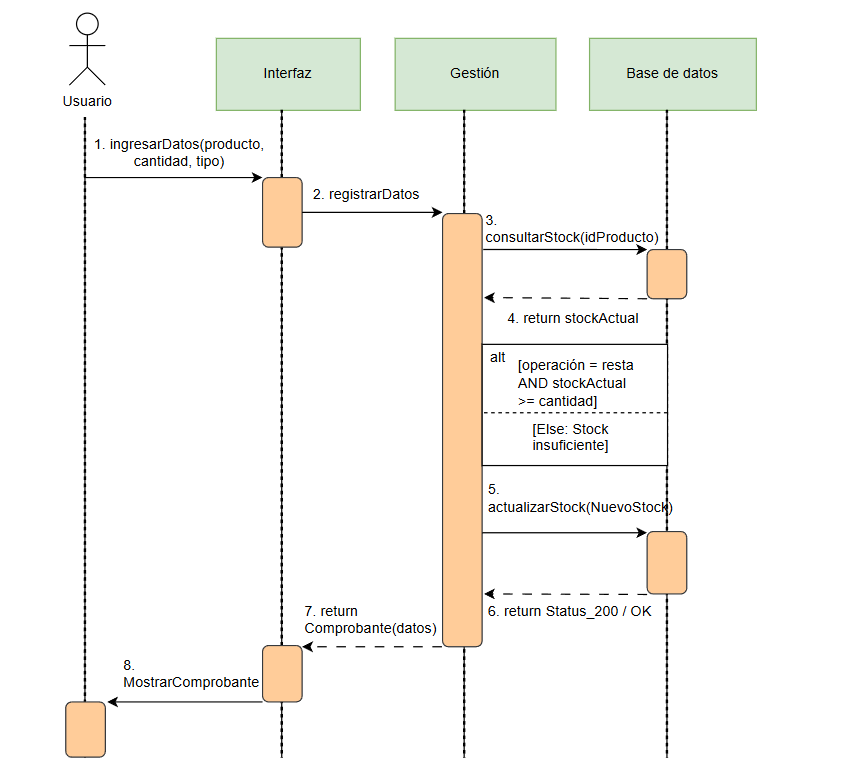 Usuario
Interfaz
Gestión
Base de datos
1. ingresarDatos(producto,
cantidad, tipo)
2. registrarDatos
3.
consultarStock(idProducto)
4. return stockActual
alt
[operación = resta
AND stockActual
>= cantidad]
[Else: Stock
insuficiente]
5.
actualizarStock(NuevoStock)
6. return Status_200 / OK
7. return
Comprobante(datos)
8.
MostrarComprobante